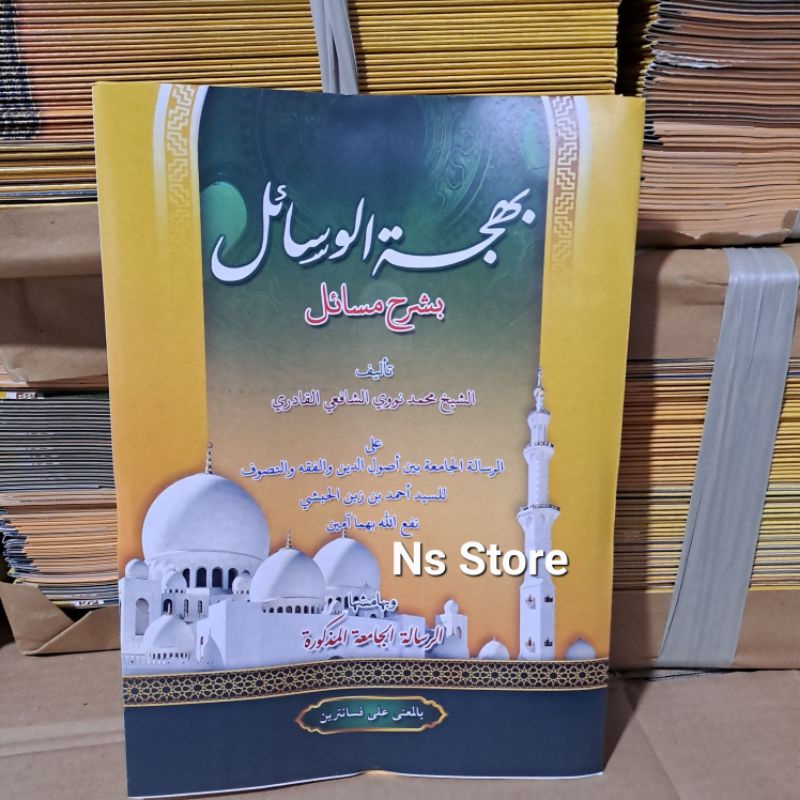 بهجة الوسائل
بشرح مسائل
تأليف
الشيخ محمد نووي الشافعي القادري
على
الرسالة الجامعة بين أصول الدين والفقه والتصوف
للسيد أحمد بن زين الحبشي
نفع الله بهما آمين
Ns Store
وبهامشها
الرسالة الجامعة المذكورة
بالمعنى على فسانترين